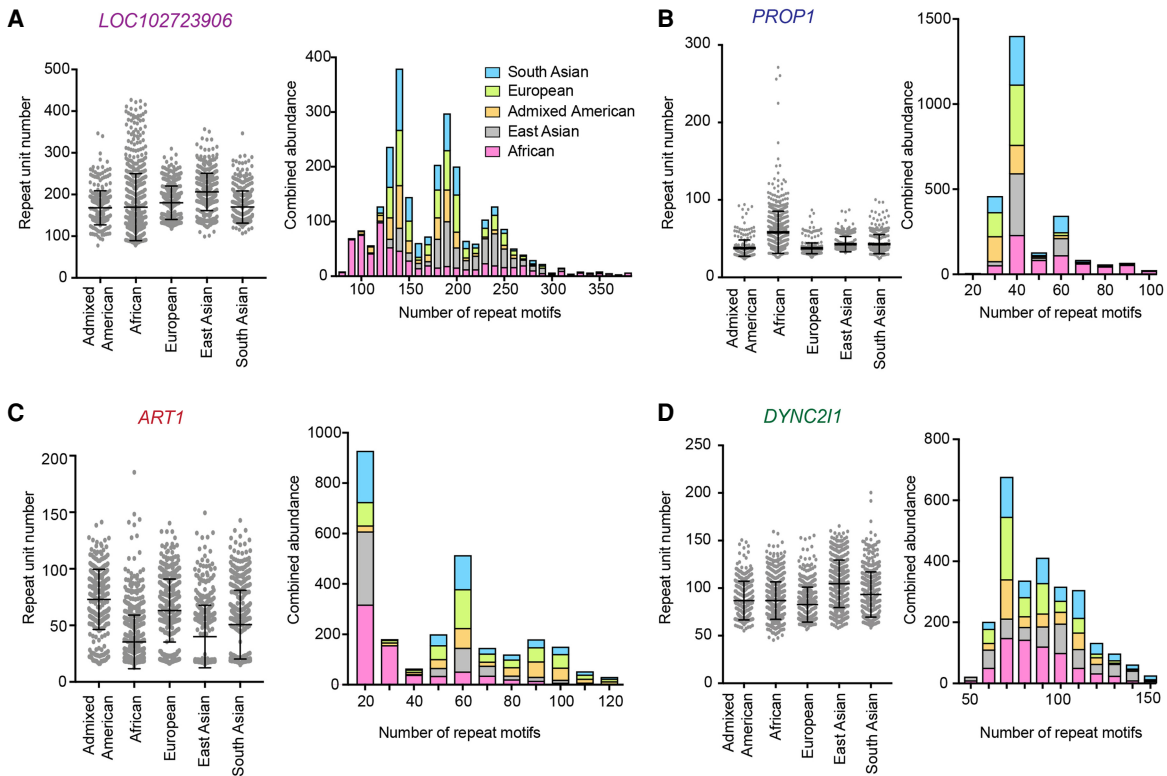 A
LOC102723906
Repeat unit number
500
400
300
200
100
0
Admixed
American
African
European
East Asian
South Asian
Combined abundance
400
300
200
100
0
100
150
200
250
300
350
Number of repeat motifs
South Asian
European
Admixed American
East Asian
African
B
PROP1
Repeat unit number
300
200
100
0
Admixed
American
African
European
East Asian
South Asian
Combined abundance
1500
1000
500
0
20
40
60
80
100
Number of repeat motifs
C
ART1
Repeat unit number
200
150
100
50
0
Admixed
American
African
European
East Asian
South Asian
Combined abundance
1000
800
600
400
200
0
20
40
60
80
100
120
Number of repeat motifs
D
DYNC2I1
Repeat unit number
250
200
150
100
50
0
Admixed
American
African
European
East Asian
South Asian
Combined abundance
800
600
400
200
0
50
100
150
Number of repeat motifs